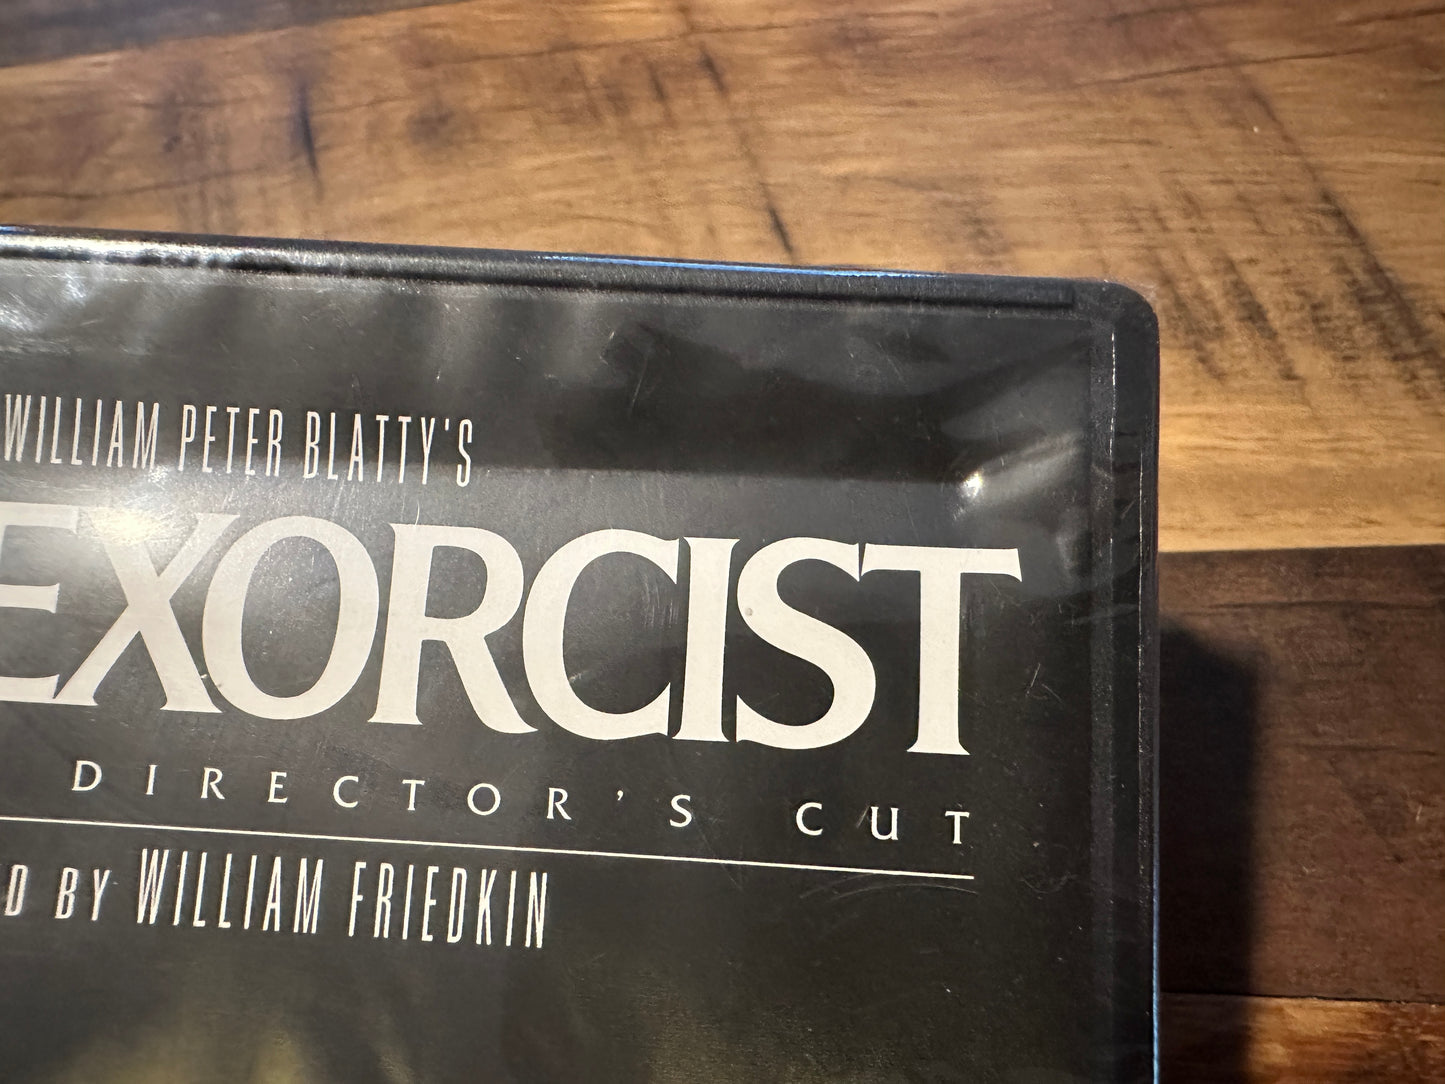 WILLIAM PETER BLATTY'S
EXORCIST
DIRECTOR'S CUT
D BY WILLIAM FRIEDKIN